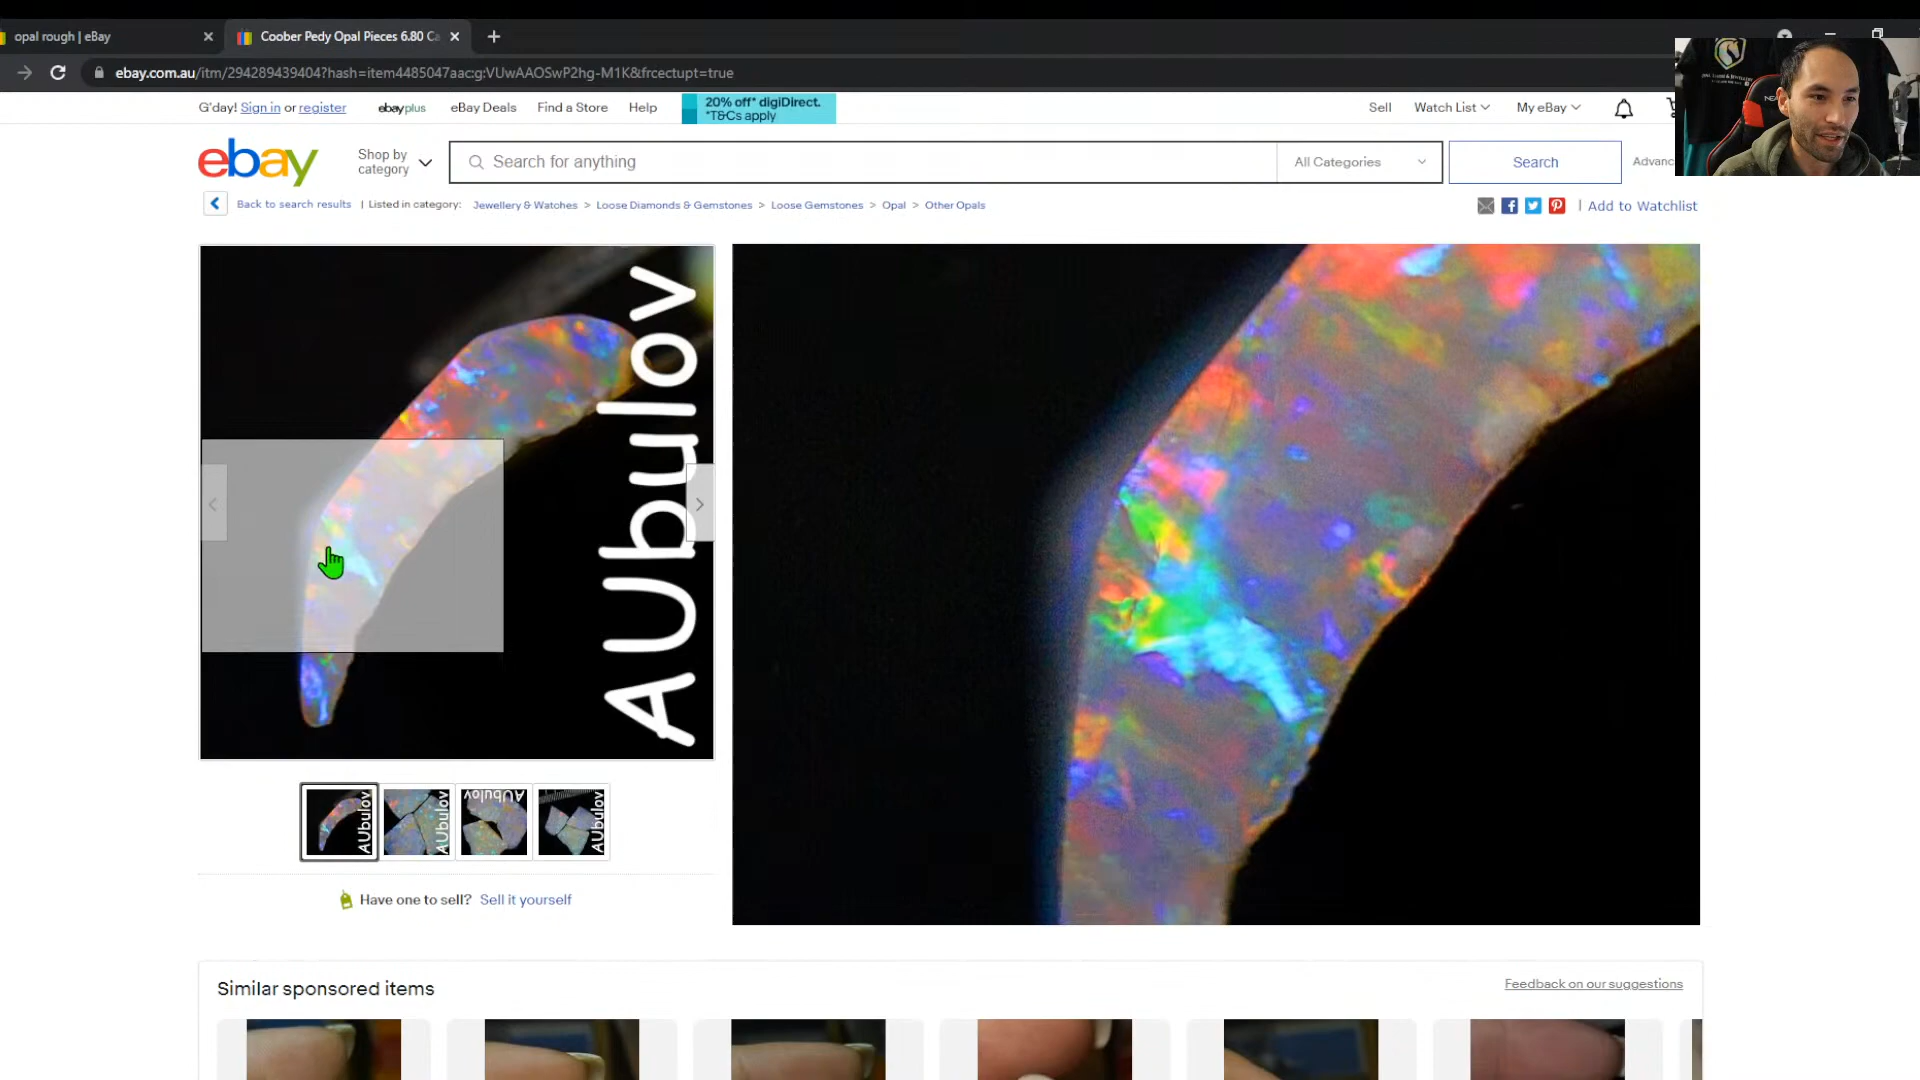 opal rough | eBay
Coober Pedy Opal Pieces 6.80 Ca
ebay.com.au/itm/294289439404?hash=item4485047aac:g:VUwAAOSwP2hg-M1K&frcectupt=true
G'day! Sign in or register
ebayplus
eBay Deals
Find a Store
Help
20% off* digiDirect.
*T&Cs apply
Sell
Watch List
My eBay
ebay
Shop by
category
Search for anything
All Categories
Search
Back to search results | Listed in category: Jewellery & Watches > Loose Diamonds & Gemstones > Loose Gemstones > Opal > Other Opals
| Add to Watchlist
AUbulov
AUbulov
AUbulov
AUbulov
AUbulov
Have one to sell? Sell it yourself
Similar sponsored items
Feedback on our suggestions